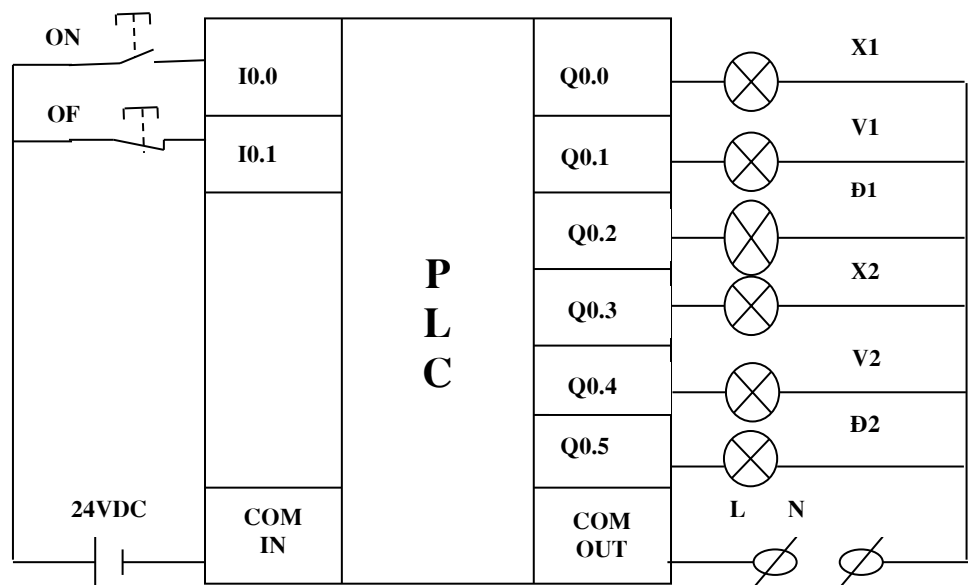 ON
OF
I0.0
I0.1
COM
IN
24VDC
P
L
C
Q0.0
Q0.1
Q0.2
Q0.3
Q0.4
Q0.5
COM
OUT
X1
V1
Đ1
X2
V2
Đ2
L N